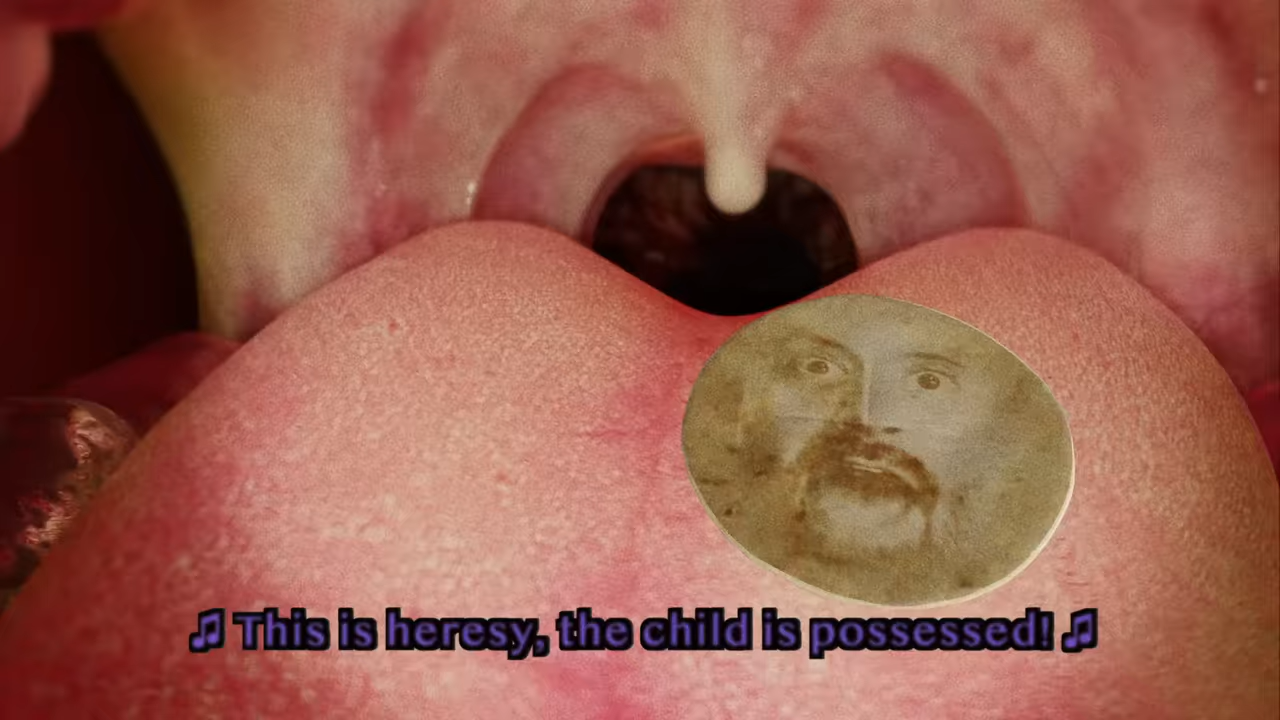 ♫ This is heresy, the child is possessed! ♫